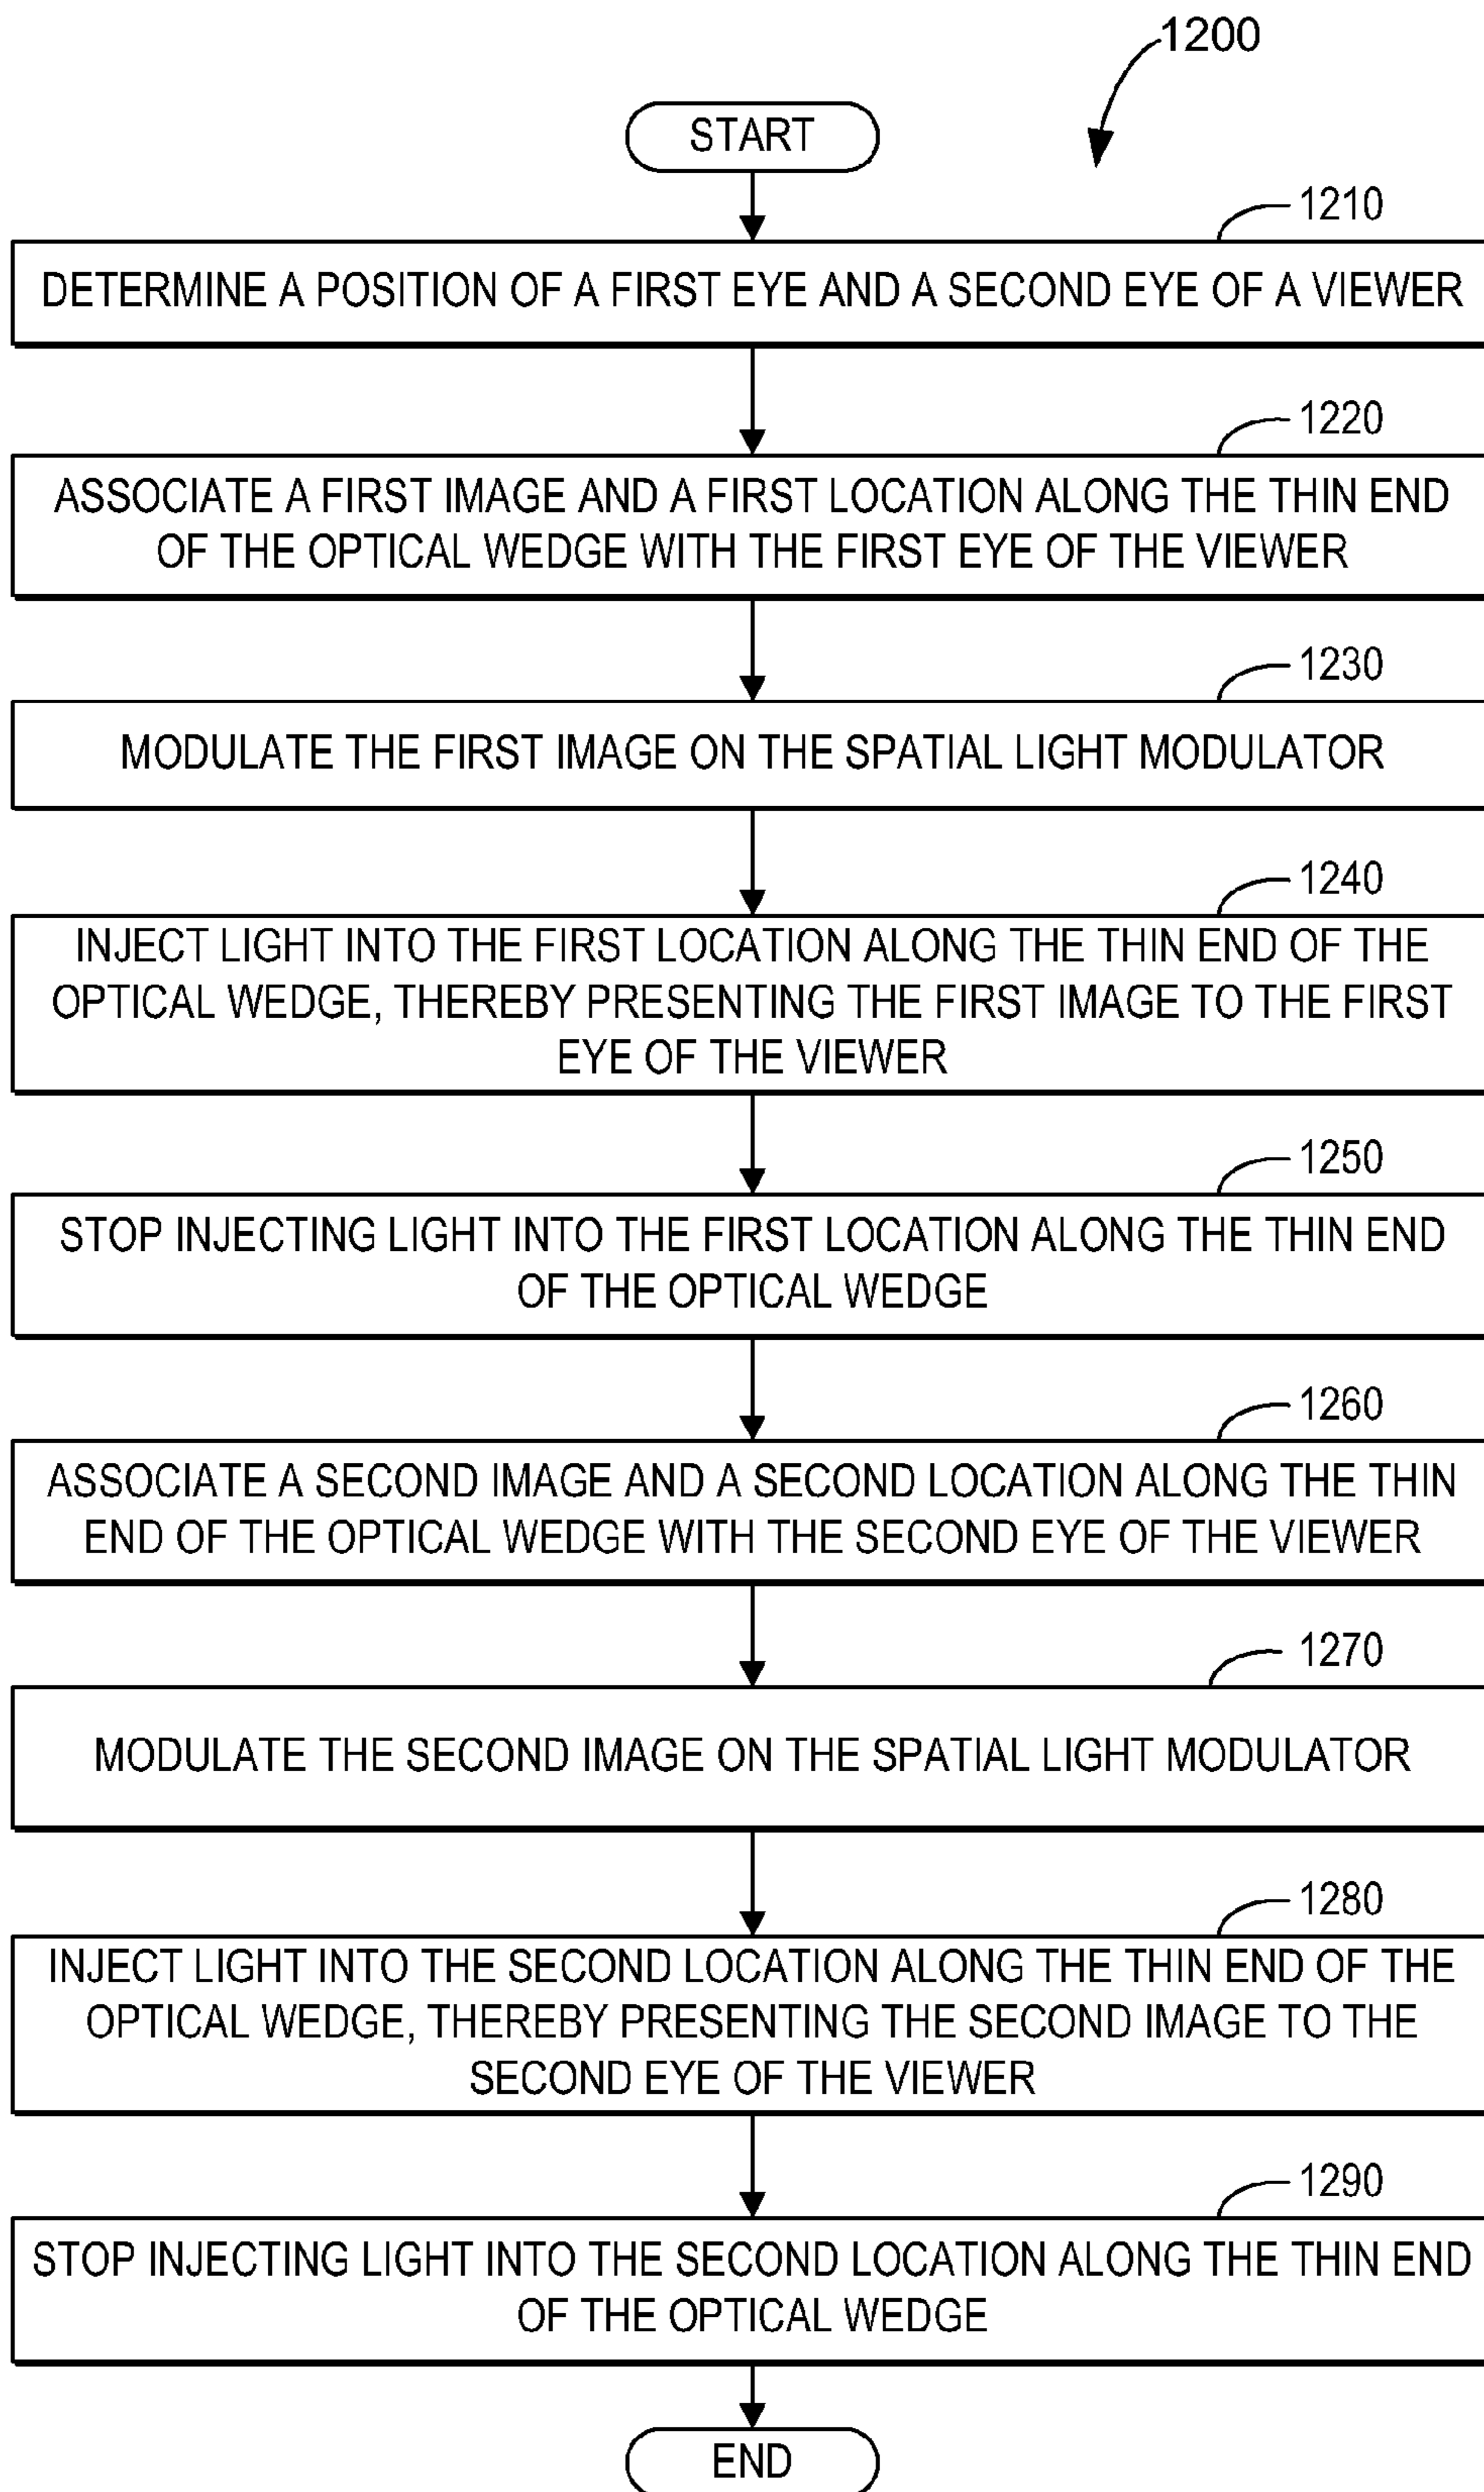 1200
START
1210
DETERMINE A POSITION OF A FIRST EYE AND A SECOND EYE OF A VIEWER
1220
ASSOCIATE A FIRST IMAGE AND A FIRST LOCATION ALONG THE THIN END
OF THE OPTICAL WEDGE WITH THE FIRST EYE OF THE VIEWER
1230
MODULATE THE FIRST IMAGE ON THE SPATIAL LIGHT MODULATOR
1240
INJECT LIGHT INTO THE FIRST LOCATION ALONG THE THIN END OF THE
OPTICAL WEDGE, THEREBY PRESENTING THE FIRST IMAGE TO THE FIRST
EYE OF THE VIEWER
1250
STOP INJECTING LIGHT INTO THE FIRST LOCATION ALONG THE THIN END
OF THE OPTICAL WEDGE
1260
ASSOCIATE A SECOND IMAGE AND A SECOND LOCATION ALONG THE THIN
END OF THE OPTICAL WEDGE WITH THE SECOND EYE OF THE VIEWER
1270
MODULATE THE SECOND IMAGE ON THE SPATIAL LIGHT MODULATOR
1280
INJECT LIGHT INTO THE SECOND LOCATION ALONG THE THIN END OF THE
OPTICAL WEDGE, THEREBY PRESENTING THE SECOND IMAGE TO THE
SECOND EYE OF THE VIEWER
1290
STOP INJECTING LIGHT INTO THE SECOND LOCATION ALONG THE THIN END
OF THE OPTICAL WEDGE
END